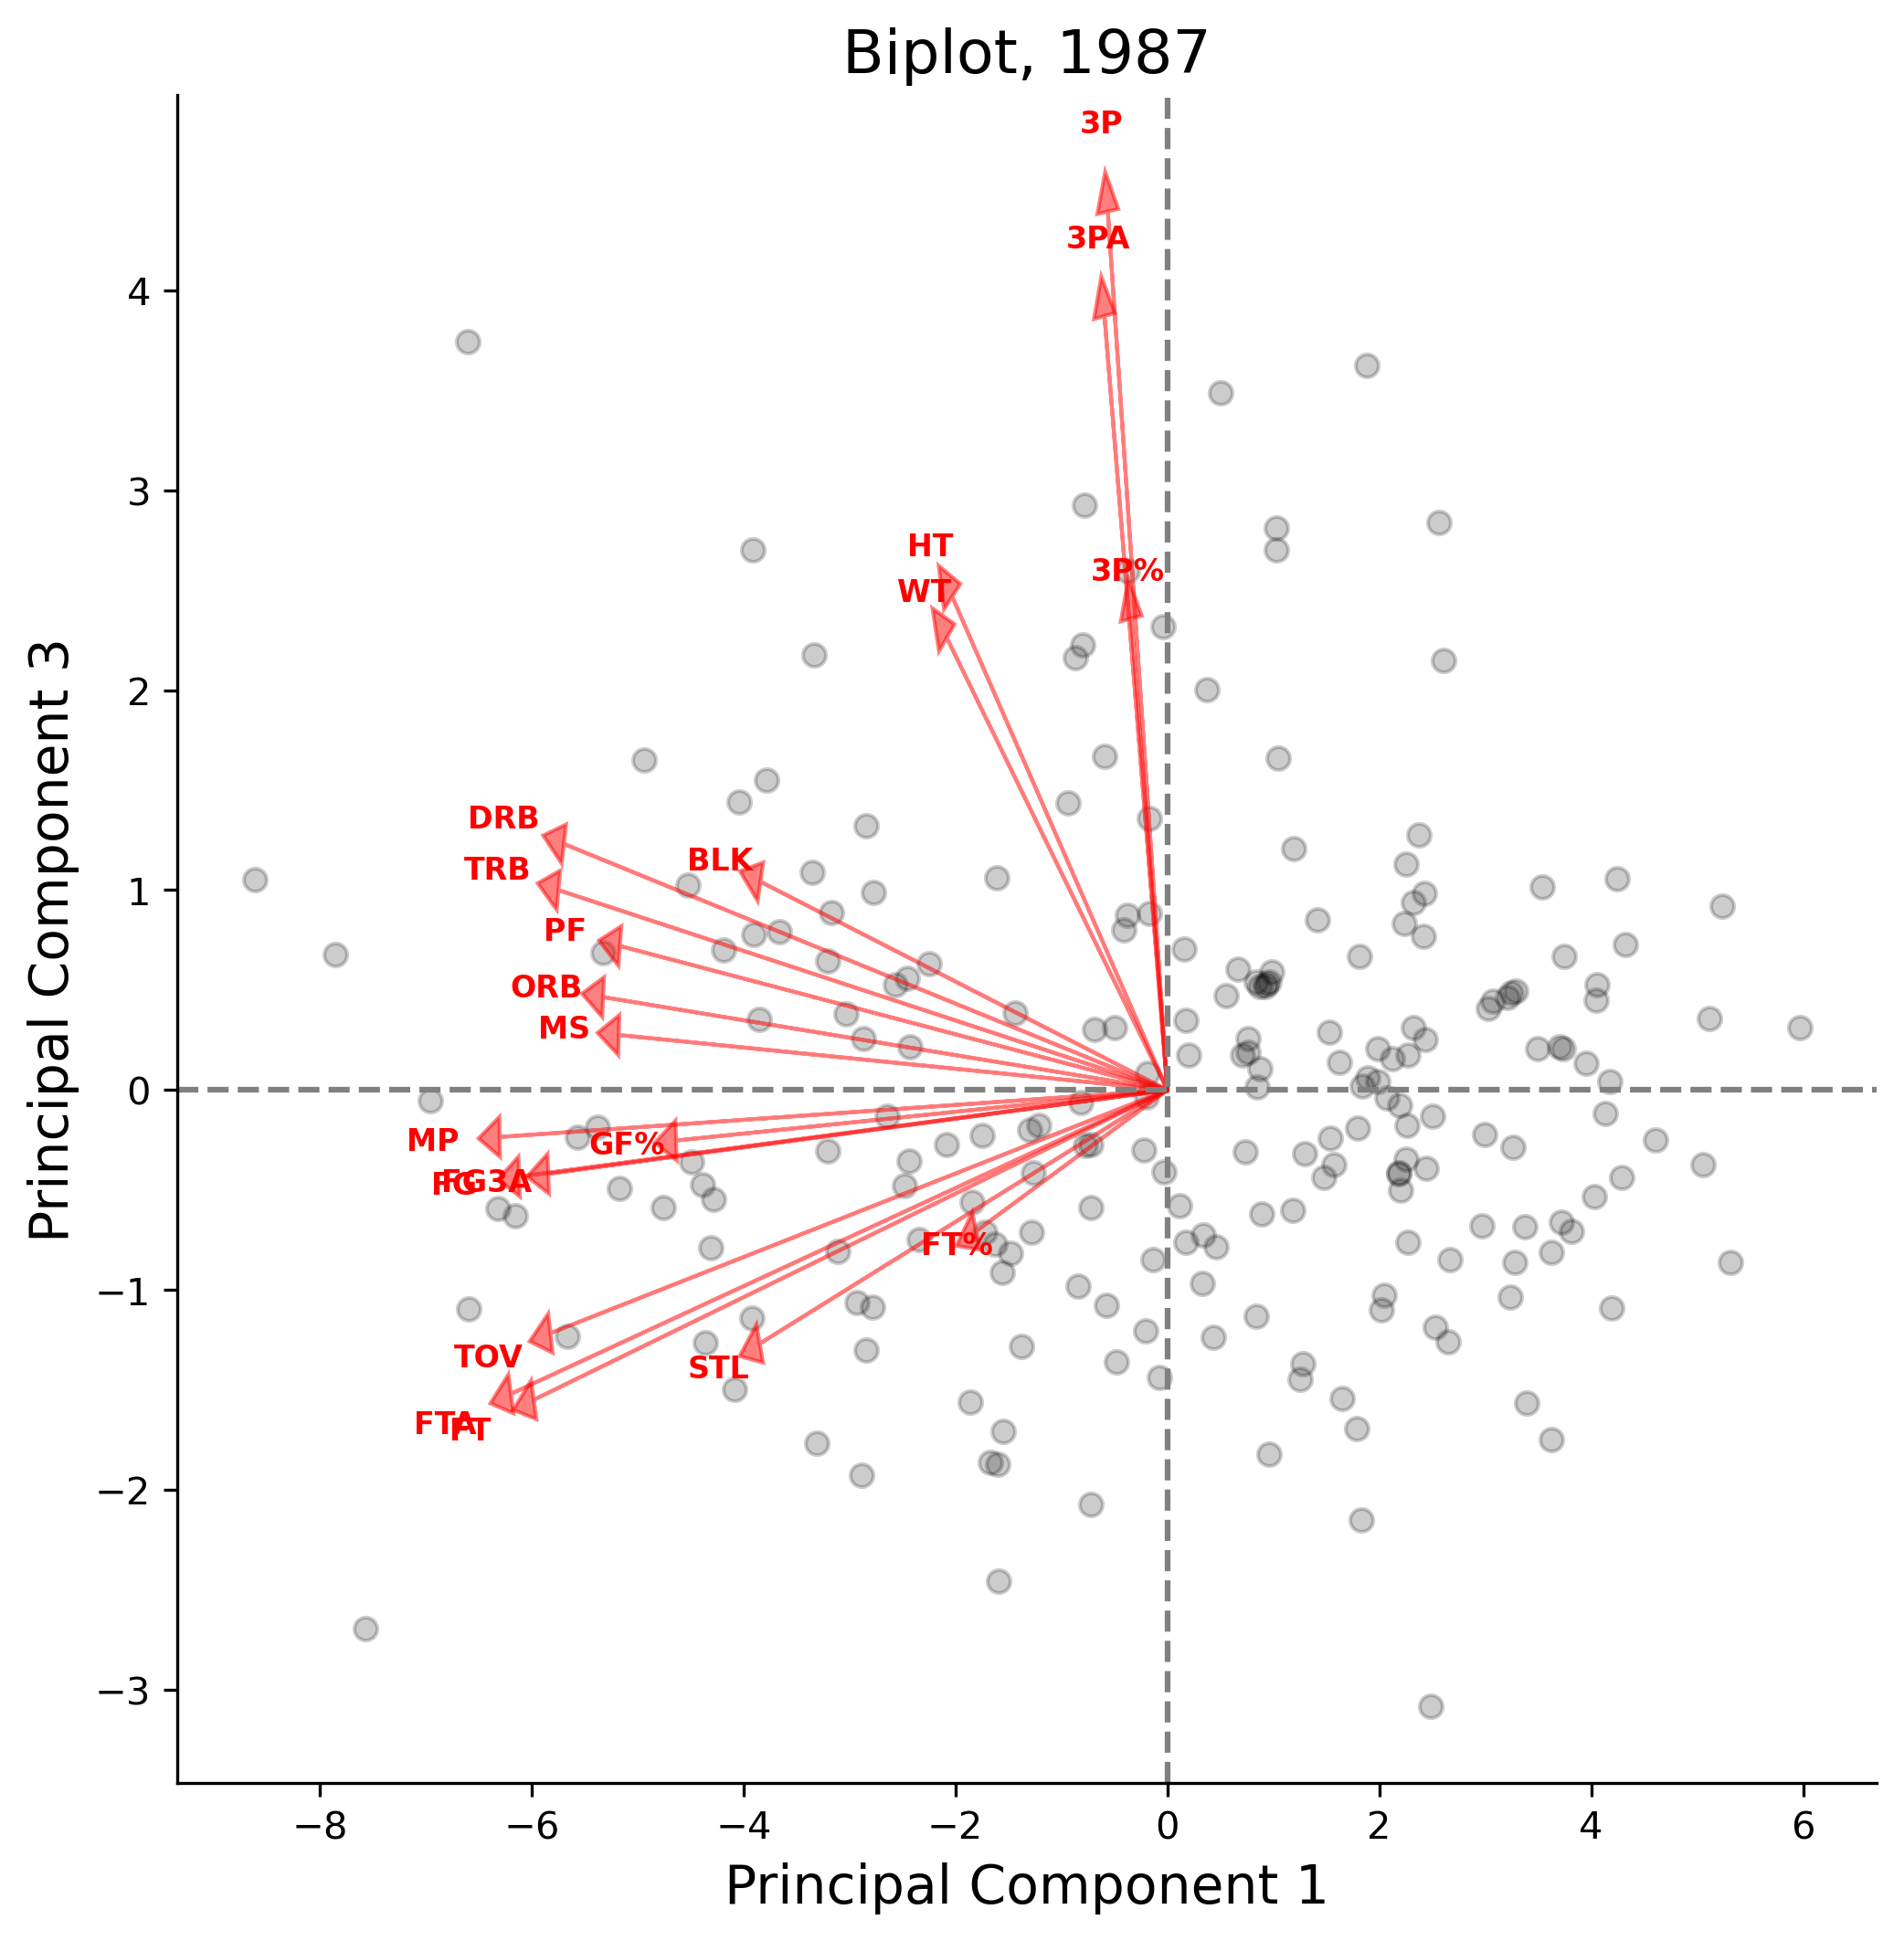 Biplot, 1987
3P
3PA
HT
3P%
WT
DRB
BLK
TRB
PF
ORB
MS
MP
GF%
FG3A
FT%
TOV
STL
FTA
FT
4
3
2
1
0
−1
−2
−3
Principal Component 3
−8 −6 −4 −2 0 2 4 6
Principal Component 1